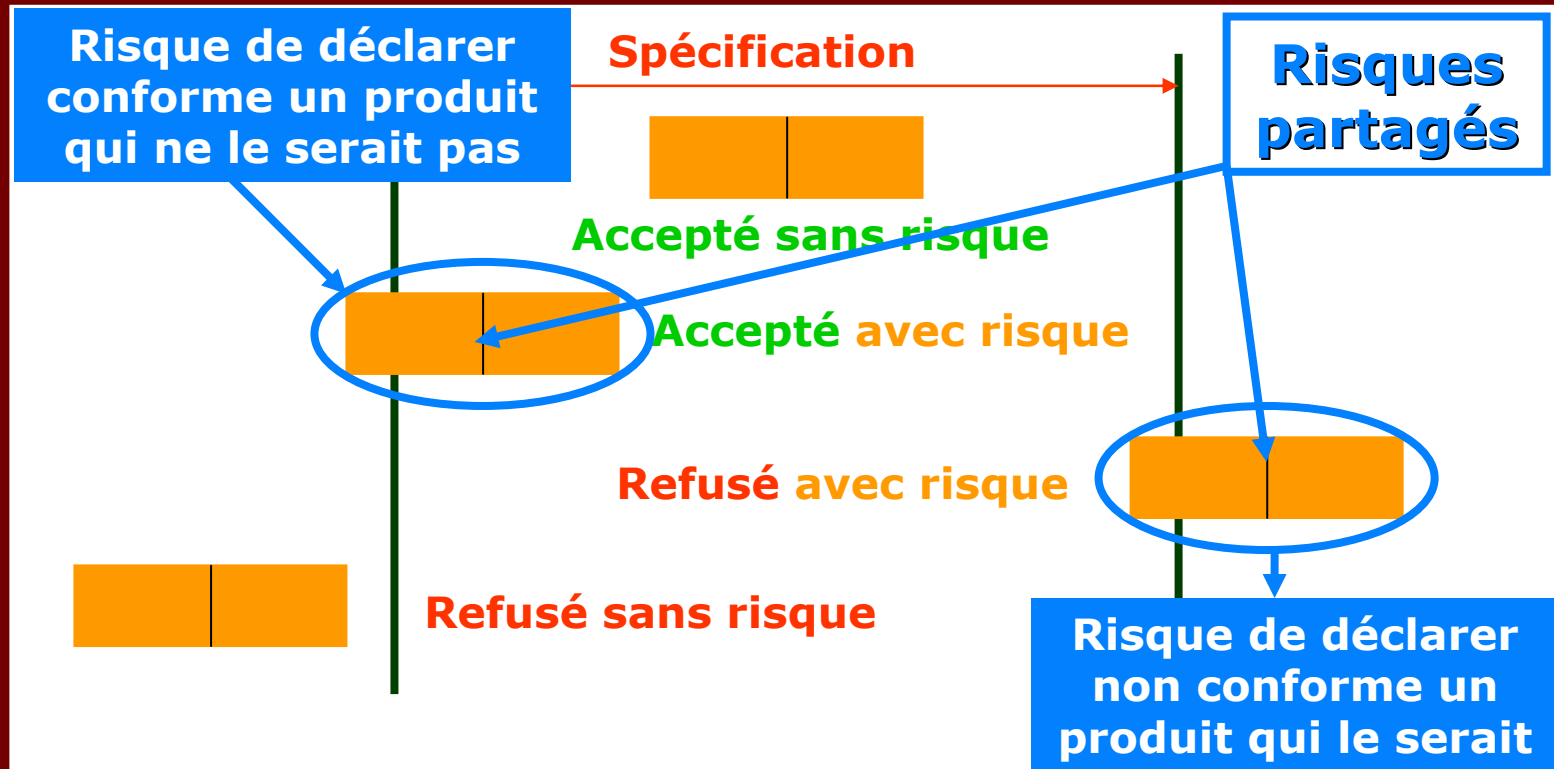 Risque de déclarer
conforme un produit
qui ne le serait pas
Spécification
Risques
partagés
Accepté sans risque
Accepté avec risque
Refusé avec risque
Refusé sans risque
Risque de déclarer
non conforme un
produit qui le serait